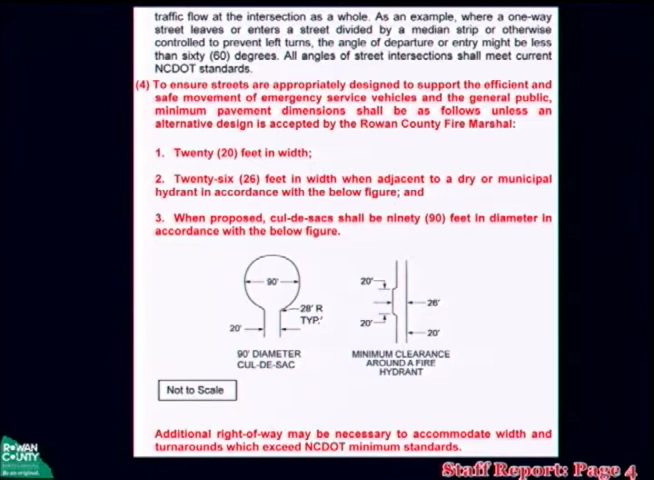 traffic flow at the intersection as a whole. As an example, where a one-way
street leaves or enters a street divided by a median strip or otherwise
controlled to prevent left turns, the angle of departure or entry might be less
than sixty (60) degrees. All angles of street intersections shall meet current
NCDOT standards.
(4) To ensure streets are appropriately designed to support the efficient and
safe movement of emergency service vehicles and the general public,
minimum pavement dimensions shall be as follows unless an
alternative design is accepted by the Rowan County Fire Marshal:
1. Twenty (20) feet in width;
2. Twenty-six (26) feet in width when adjacent to a dry or municipal
hydrant in accordance with the below figure; and
3. When proposed, cul-de-sacs shall be ninety (90) feet in diameter in
accordance with the below figure.
90'
28' R
TYP.'
20'
90' DIAMETER
CUL-DE-SAC
20'
26'
20'
20'
MINIMUM CLEARANCE
AROUND A FIRE
HYDRANT
Not to Scale
Additional right-of-way may be necessary to accommodate width and
turnarounds which exceed NCDOT minimum standards.
ROWAN
COUNTY
Be an original.
Staff Report: Page 4